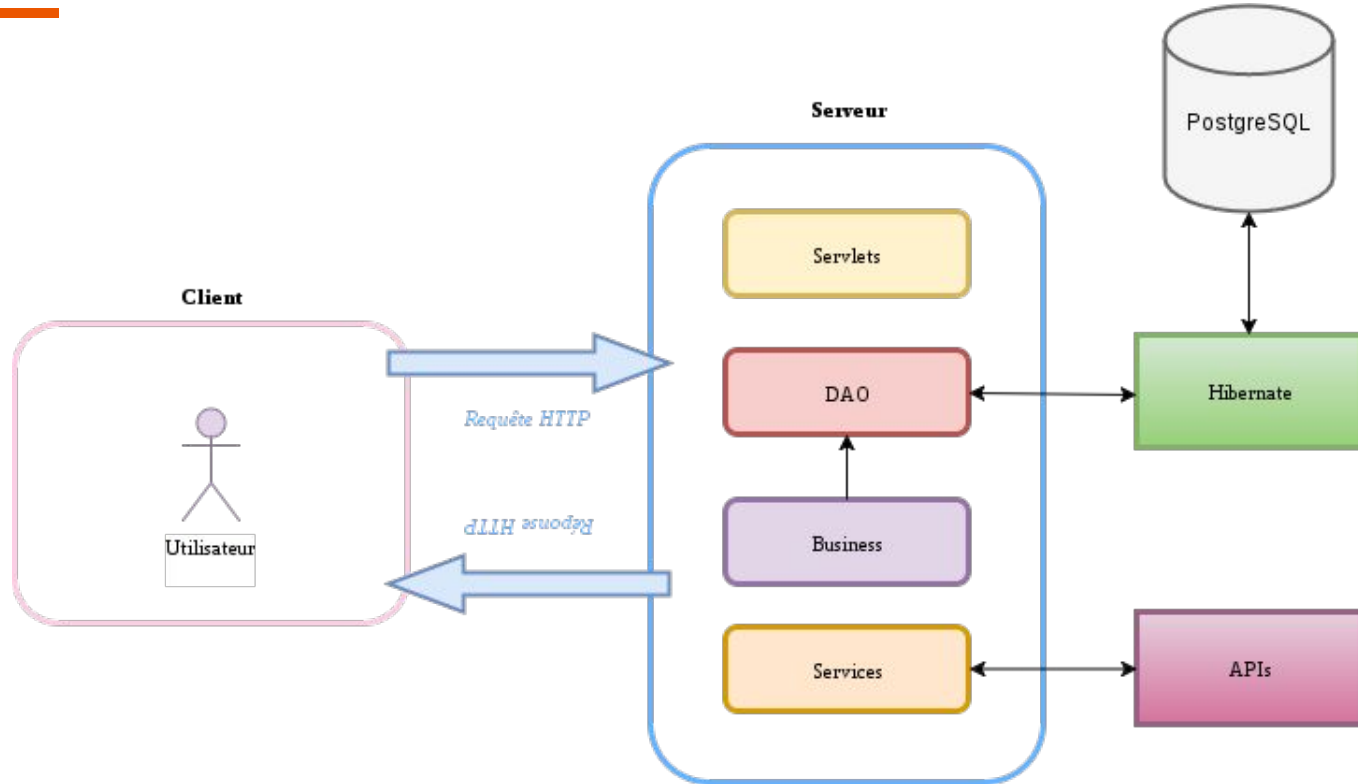 Serveur
PostgreSQL
Servlets
Client
DAO
Hibernate
Requête HTTP
Réponse HTTP
Utilisateur
Business
Services
APIs